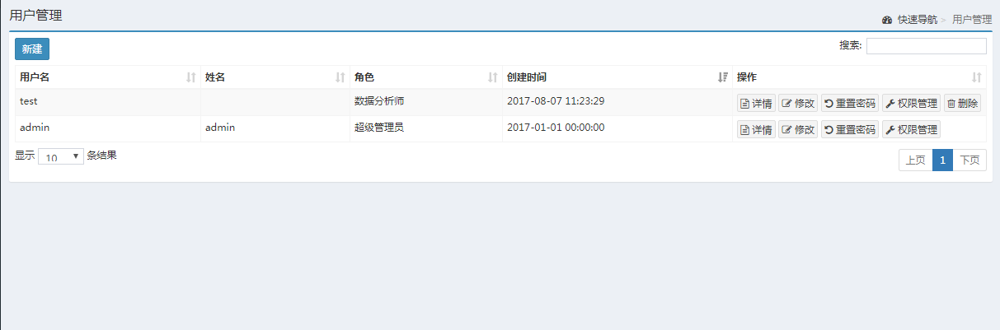 用户管理
快速导航 > 用户管理
新建
搜索:
用户名 姓名 角色 创建时间 操作
test 数据分析师 2017-08-07 11:23:29 详情 修改 重置密码 权限管理 删除
admin admin 超级管理员 2017-01-01 00:00:00 详情 修改 重置密码 权限管理
显示 10 条结果
上页 1 下页